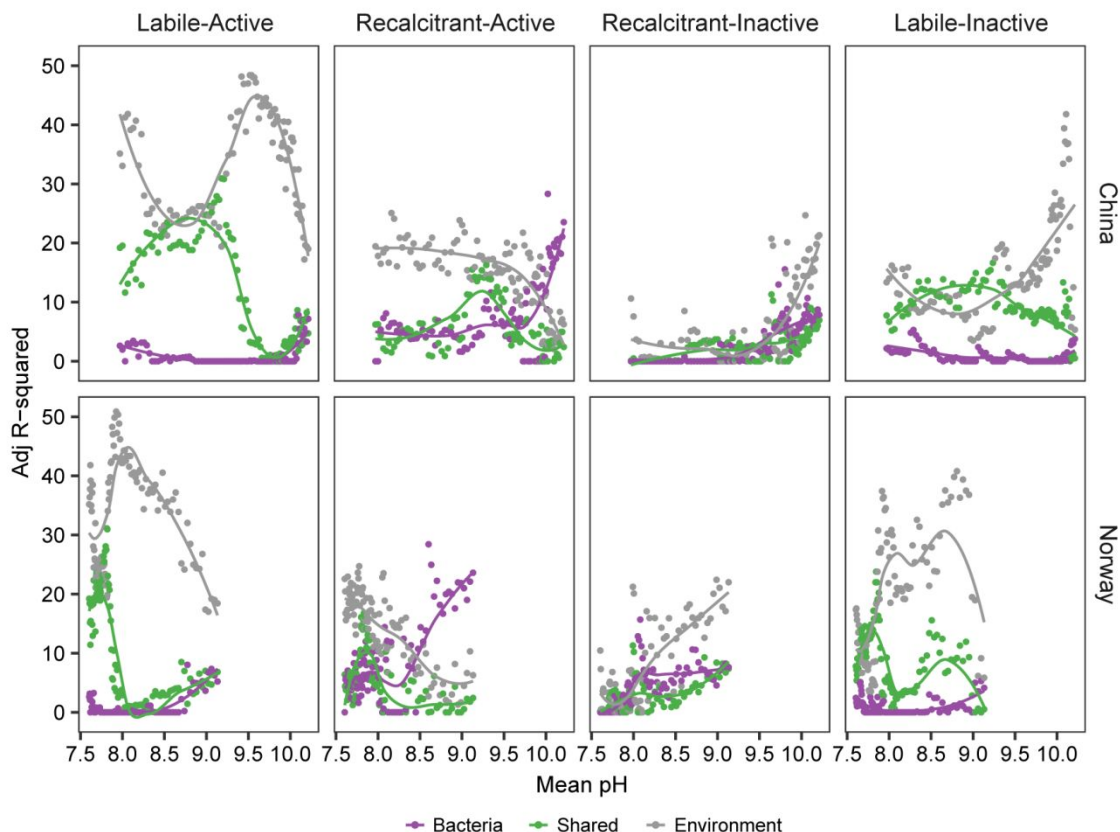 Labile-Active Recalcitrant-Active Recalcitrant-Inactive Labile-Inactive
50
40
30
20
10
0
China
50
40
30
20
10
0
Norway
Adj R-squared
7.5 8.0 8.5 9.0 9.5 10.0 7.5 8.0 8.5 9.0 9.5 10.0 7.5 8.0 8.5 9.0 9.5 10.0 7.5 8.0 8.5 9.0 9.5 10.0
Mean pH
Bacteria Shared Environment